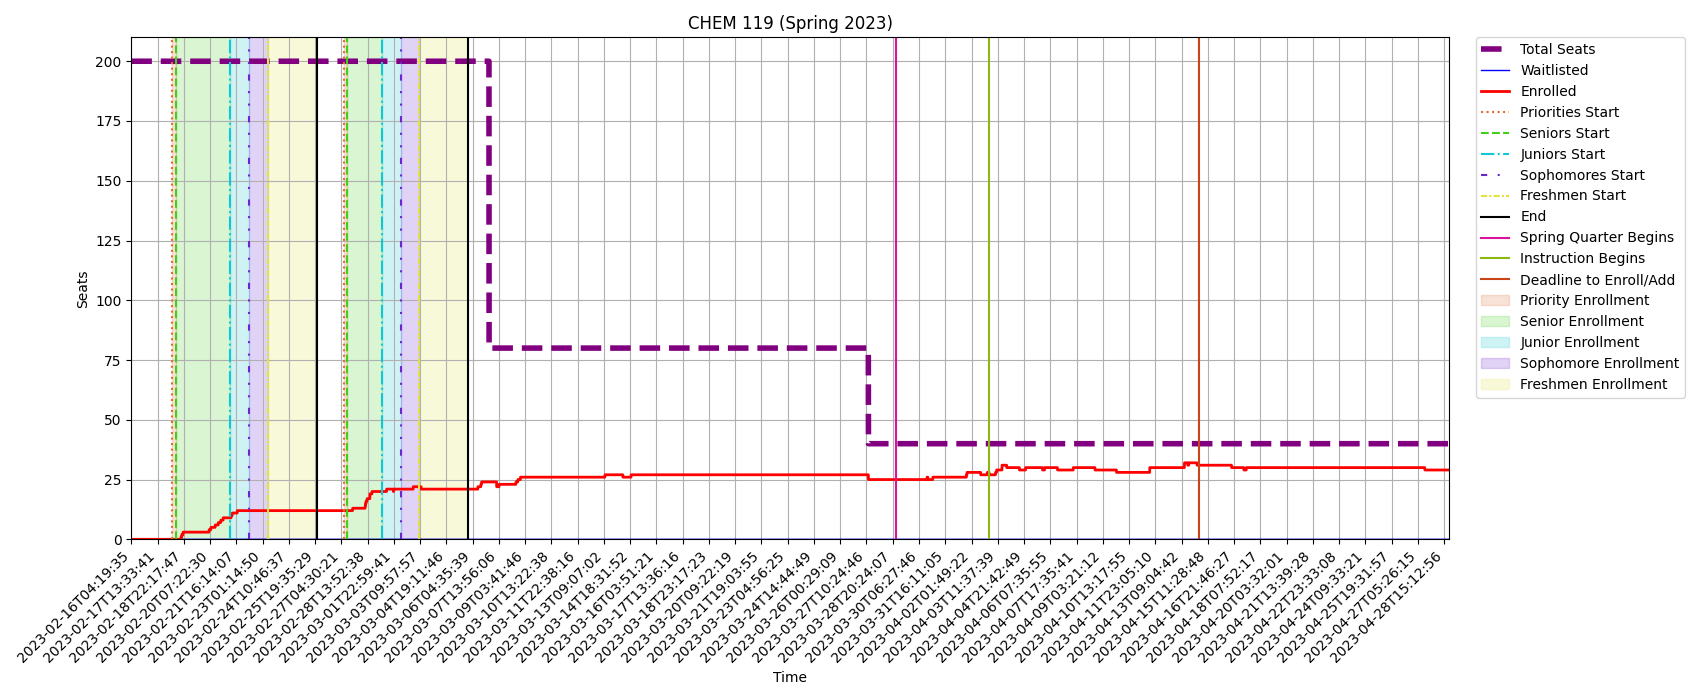 CHEM 119 (Spring 2023)
Seats
200
175
150
125
100
75
50
25
0
2023-02-16T04:19:35
2023-02-17T13:33:41
2023-02-18T22:17:47
2023-02-20T07:22:30
2023-02-21T16:14:07
2023-02-23T01:14:50
2023-02-24T10:46:37
2023-02-25T19:35:29
2023-02-27T04:30:21
2023-02-28T13:52:38
2023-03-01T22:59:41
2023-03-03T09:57:57
2023-03-04T19:11:46
2023-03-06T04:35:39
2023-03-07T13:56:06
2023-03-09T03:41:46
2023-03-10T13:22:38
2023-03-11T22:38:16
2023-03-13T09:07:02
2023-03-14T18:31:52
2023-03-16T03:51:21
2023-03-17T13:36:16
2023-03-18T23:17:23
2023-03-20T09:22:19
2023-03-21T19:03:55
2023-03-23T04:56:25
2023-03-24T14:44:49
2023-03-26T00:29:09
2023-03-27T10:24:46
2023-03-28T20:24:07
2023-03-30T06:27:46
2023-03-31T16:11:05
2023-04-02T01:49:22
2023-04-03T11:37:39
2023-04-04T21:42:49
2023-04-06T07:35:55
2023-04-07T17:35:41
2023-04-09T03:21:12
2023-04-10T13:17:55
2023-04-11T23:05:10
2023-04-13T09:04:42
2023-04-15T11:28:48
2023-04-16T21:46:27
2023-04-18T07:52:17
2023-04-20T03:32:01
2023-04-21T13:39:28
2023-04-22T23:33:08
2023-04-24T09:33:21
2023-04-25T19:31:57
2023-04-27T05:26:15
2023-04-28T15:12:56
Time
Total Seats
Waitlisted
Enrolled
Priorities Start
Seniors Start
Juniors Start
Sophomores Start
Freshmen Start
End
Spring Quarter Begins
Instruction Begins
Deadline to Enroll/Add
Priority Enrollment
Senior Enrollment
Junior Enrollment
Sophomore Enrollment
Freshmen Enrollment